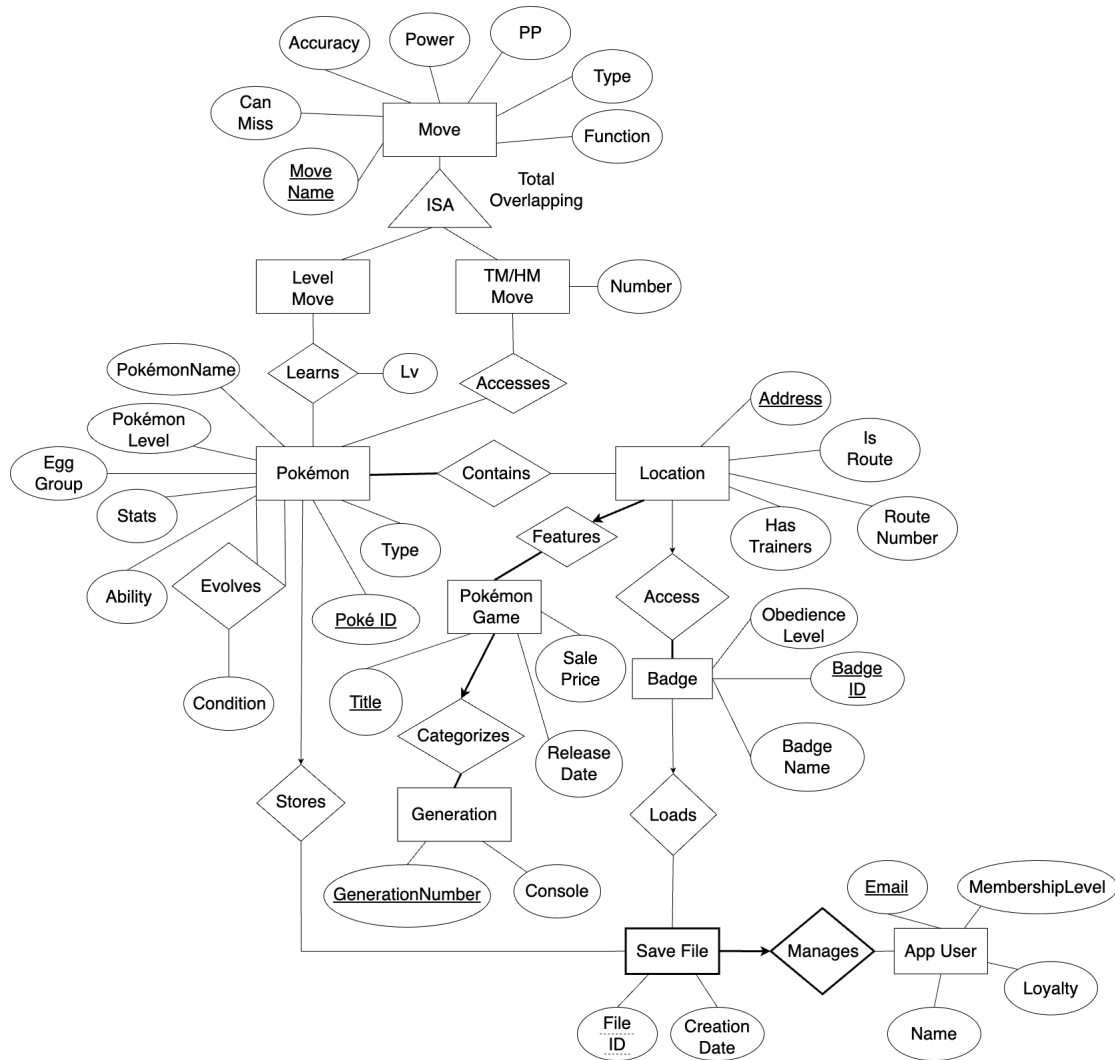 PP
Power
Accuracy
Type
Can
Miss
Move
Function
Move
Name
Total
Overlapping
ISA
Level
Move
TM/HM
Move
Number
PokémonName
Learns
Lv
Accesses
Address
Pokémon
Level
Is
Route
Egg
Group
Pokémon
Contains
Location
Stats
Route
Number
Type
Features
Has
Trainers
Ability
Evolves
Pokémon
Game
Access
Poké ID
Obedience
Level
Sale
Price
Badge
Badge
ID
Condition
Title
Categorizes
Release
Date
Badge
Name
Stores
Generation
Loads
GenerationNumber
Console
Email
MembershipLevel
Save File
Manages
App User
Loyalty
File
ID
Creation
Date
Name